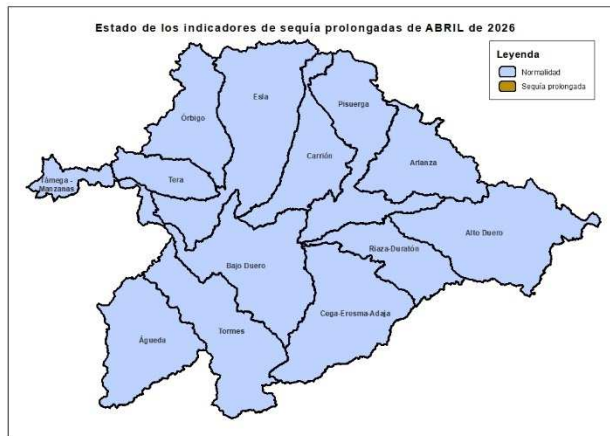 Estado de los indicadores de sequía prolongadas de ABRIL de 2026
Leyenda
Normalidad
Sequía prolongada
Órbigo
Esla
Pisuerga
Carrión
Arlanza
Támega -
Manzanas
Tera
Alto Duero
Riaza-Duratón
Bajo Duero
Cega-Eresma-Adaja
Tormes
Águeda